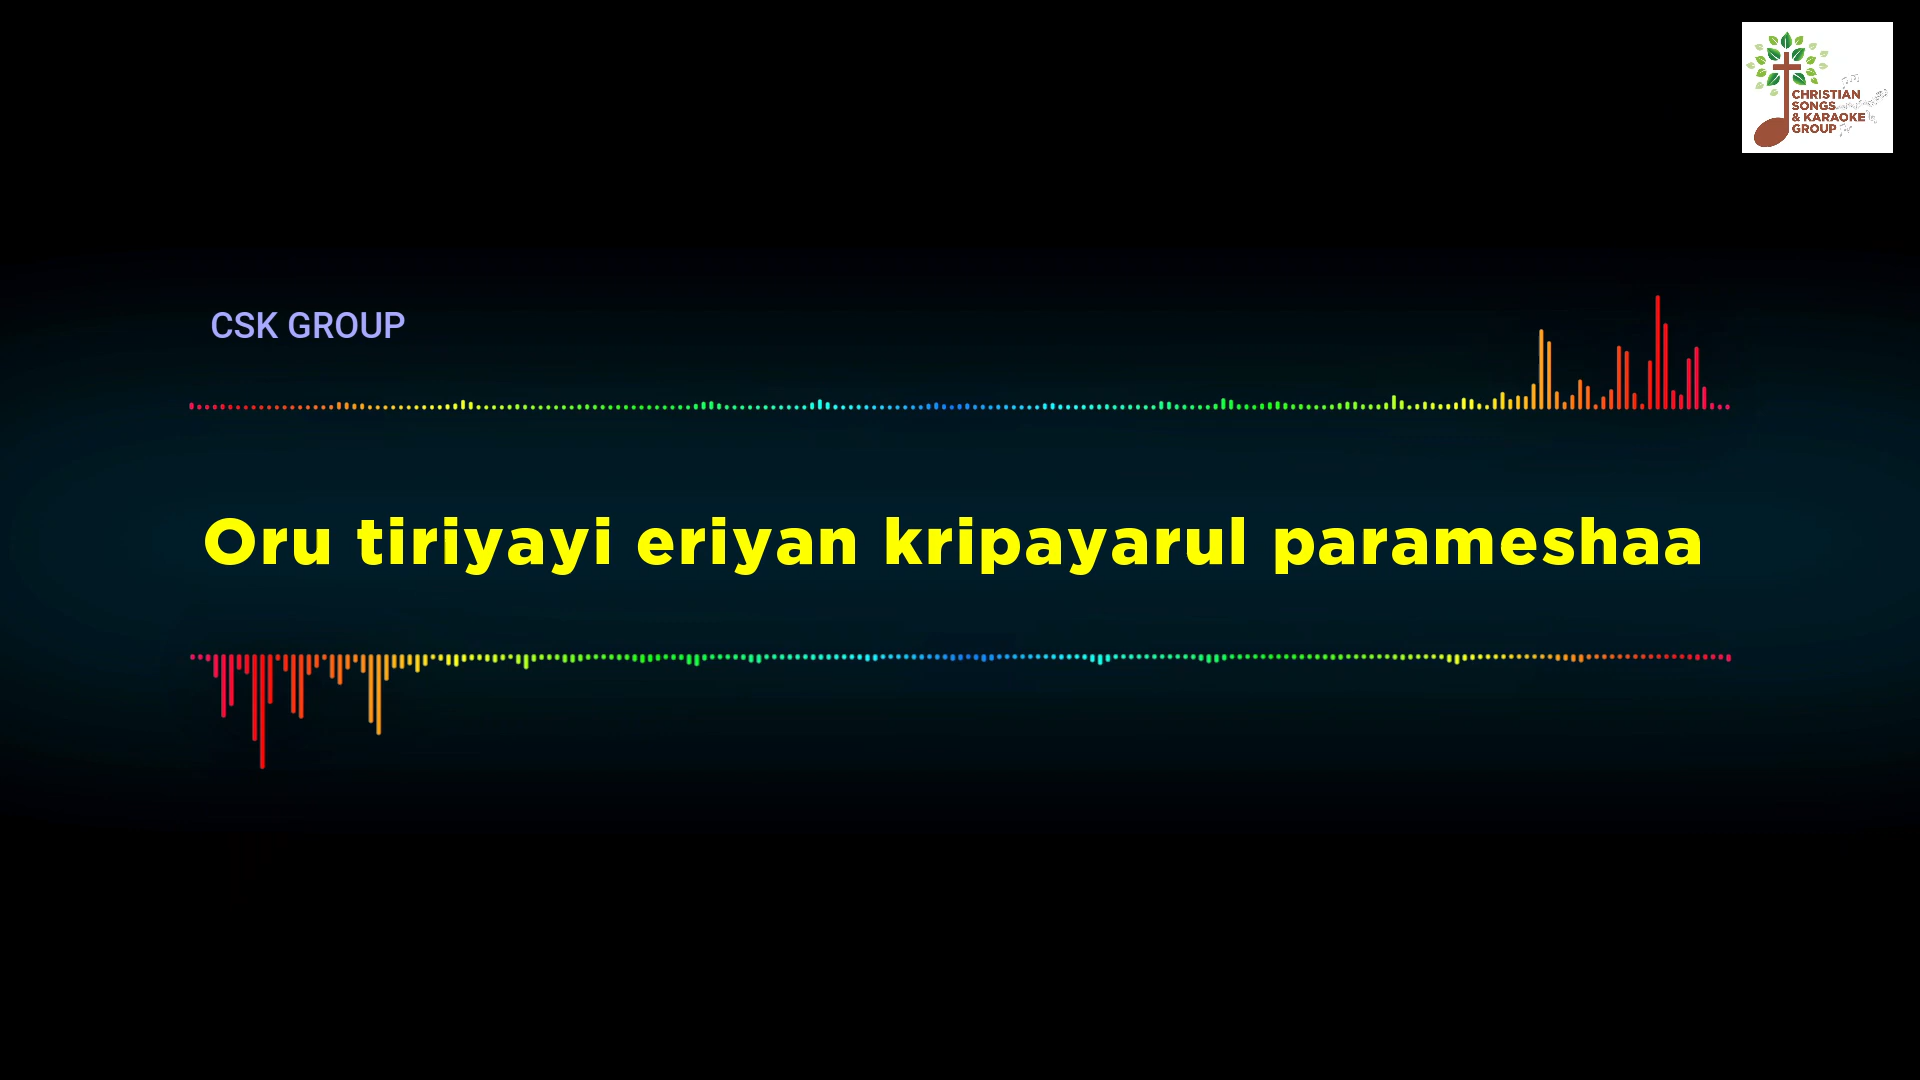 CHRISTIAN
SONGS
& KARAOKE
GROUP
CSK GROUP
Oru tiriyayi eriyan kripayarul parameshaa